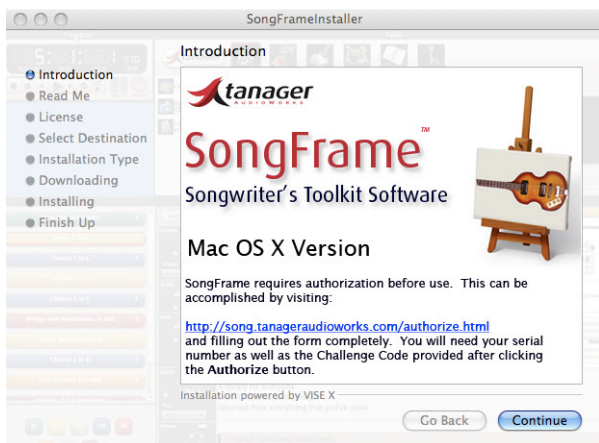 SongFrameInstaller
Introduction
Introduction
Read Me
License
Select Destination
Installation Type
Downloading
Installing
Finish Up
tanager
AUDIOWORKS
SongFrame™
Songwriter's Toolkit Software
Mac OS X Version
SongFrame requires authorization before use. This can be
accomplished by visiting:
http://song.tanageraudioworks.com/authorize.html
and filling out the form completely. You will need your serial
number as well as the Challenge Code provided after clicking
the Authorize button.
Installation powered by VISE X
Go Back
Continue